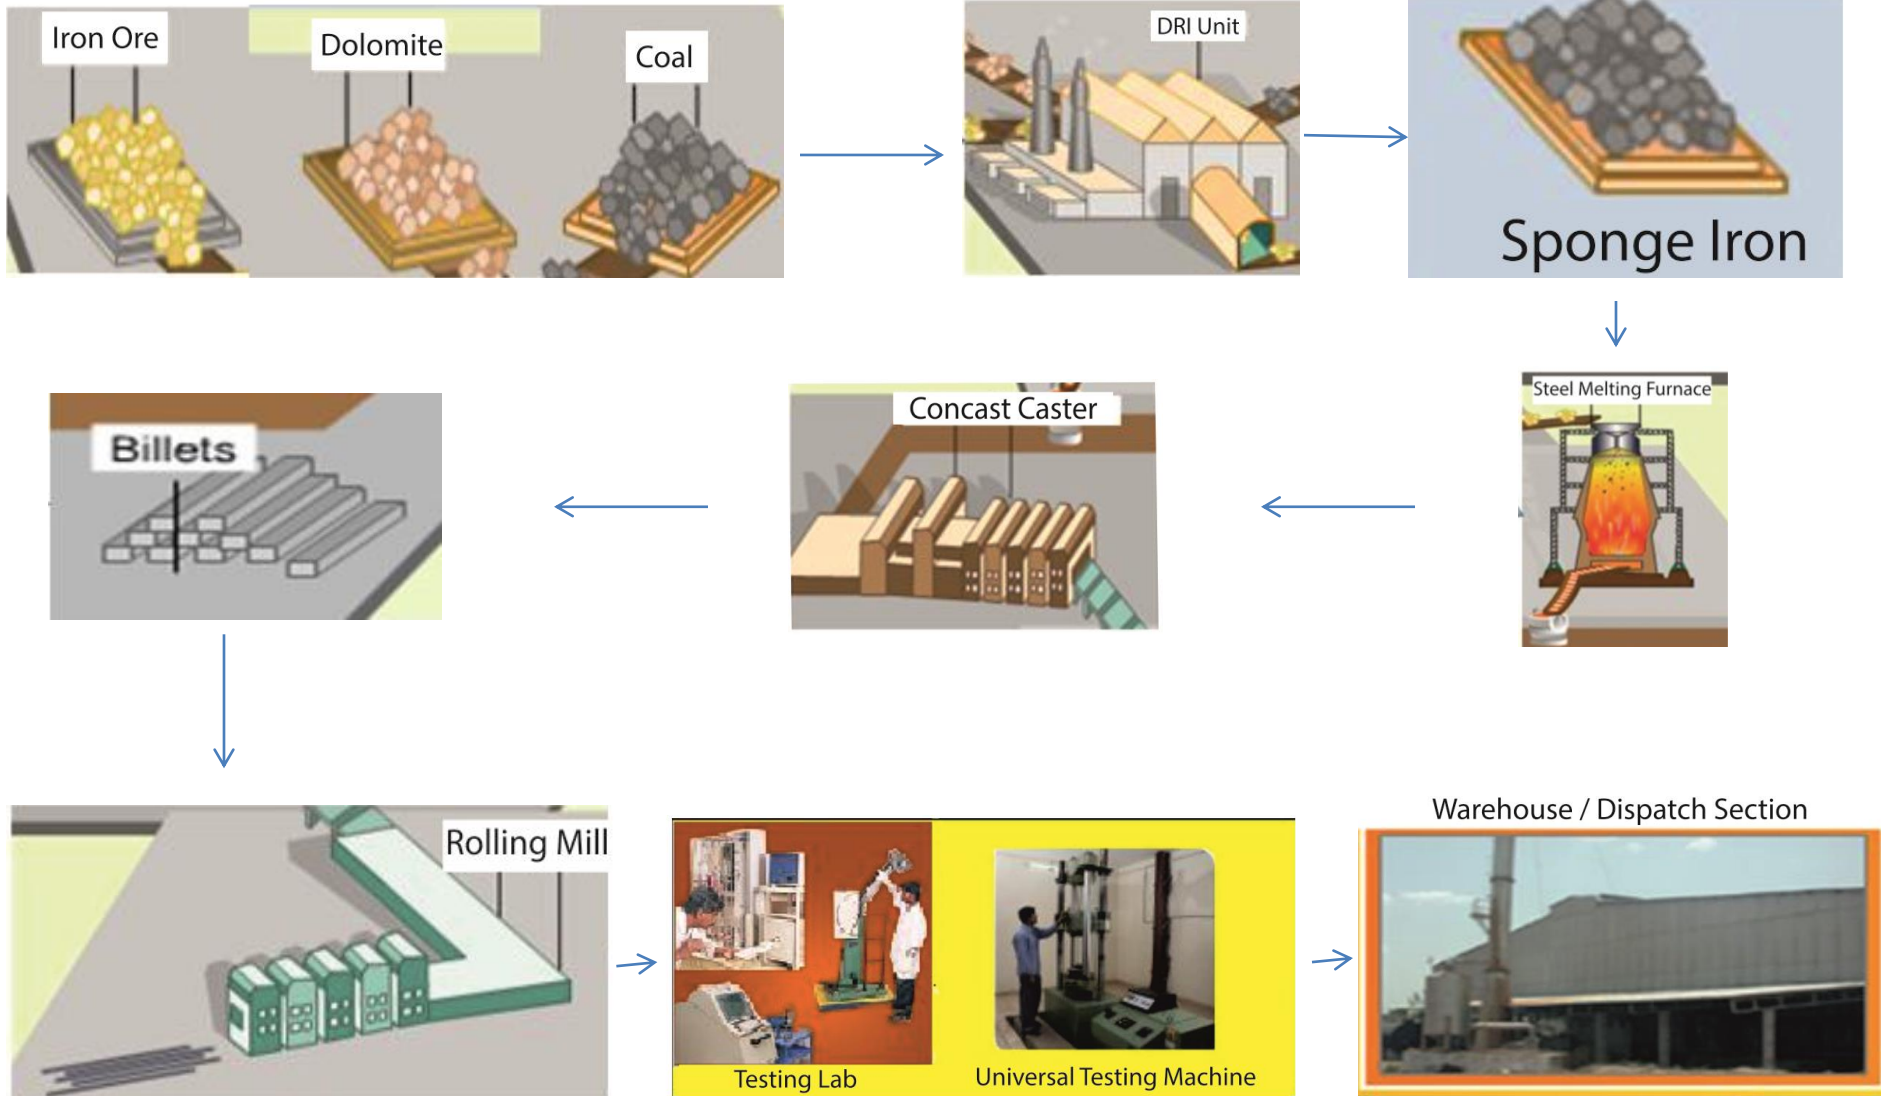 Iron Ore
Dolomite
Coal
DRI Unit
Sponge Iron
Steel Melting Furnace
Concast Caster
Billets
Rolling Mill
Testing Lab
Universal Testing Machine
Warehouse / Dispatch Section